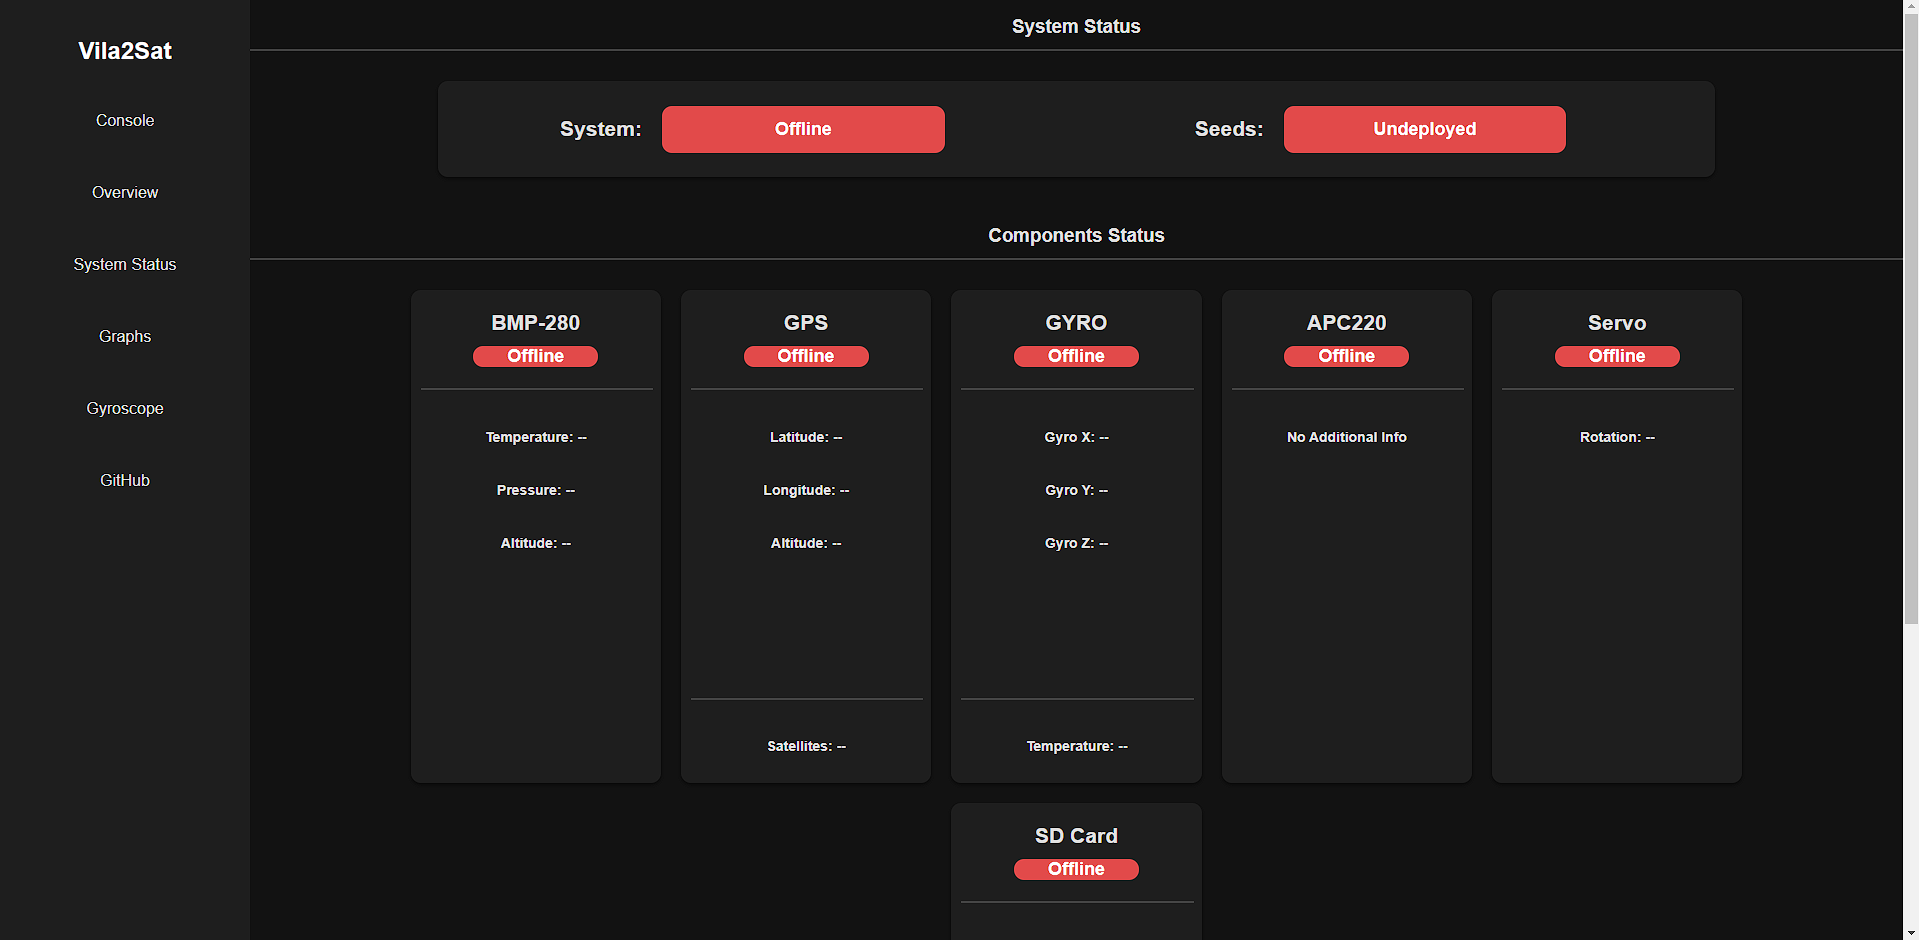 Vila2Sat
Console
Overview
System Status
Graphs
Gyroscope
GitHub
System Status
System: Offline
Seeds: Undeployed
Components Status
BMP-280
Offline
Temperature: --
Pressure: --
Altitude: --
GPS
Offline
Latitude: --
Longitude: --
Altitude: --
Satellites: --
GYRO
Offline
Gyro X: --
Gyro Y: --
Gyro Z: --
Temperature: --
APC220
Offline
No Additional Info
Servo
Offline
Rotation: --
SD Card
Offline